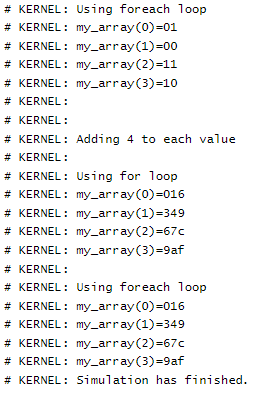 # KERNEL: Using foreach loop
# KERNEL: my_array(0)=01
# KERNEL: my_array(1)=00
# KERNEL: my_array(2)=11
# KERNEL: my_array(3)=10
# KERNEL:
# KERNEL:
# KERNEL: Adding 4 to each value
# KERNEL:
# KERNEL: Using for loop
# KERNEL: my_array(0)=016
# KERNEL: my_array(1)=349
# KERNEL: my_array(2)=67c
# KERNEL: my_array(3)=9af
# KERNEL:
# KERNEL: Using foreach loop
# KERNEL: my_array(0)=016
# KERNEL: my_array(1)=349
# KERNEL: my_array(2)=67c
# KERNEL: my_array(3)=9af
# KERNEL: Simulation has finished.